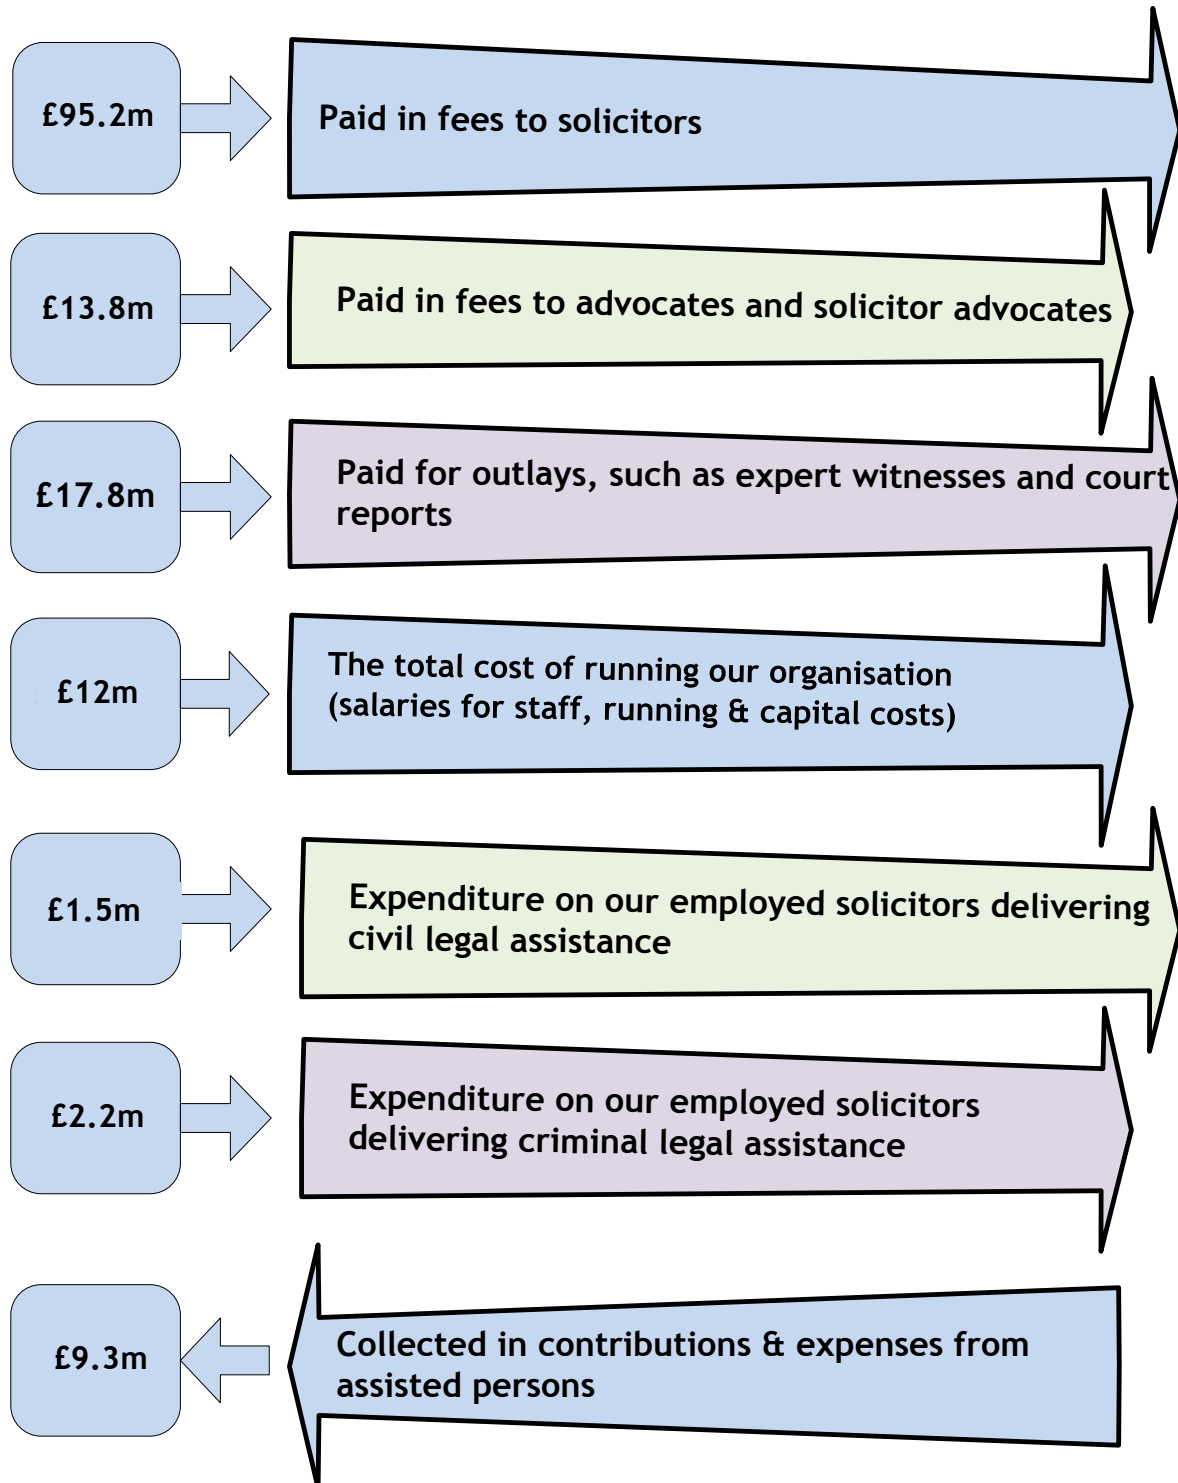 £95.2m
Paid in fees to solicitors
£13.8m
Paid in fees to advocates and solicitor advocates
£17.8m
Paid for outlays, such as expert witnesses and court
reports
£12m
The total cost of running our organisation
(salaries for staff, running & capital costs)
£1.5m
Expenditure on our employed solicitors delivering
civil legal assistance
£2.2m
Expenditure on our employed solicitors
delivering criminal legal assistance
£9.3m
Collected in contributions & expenses from
assisted persons